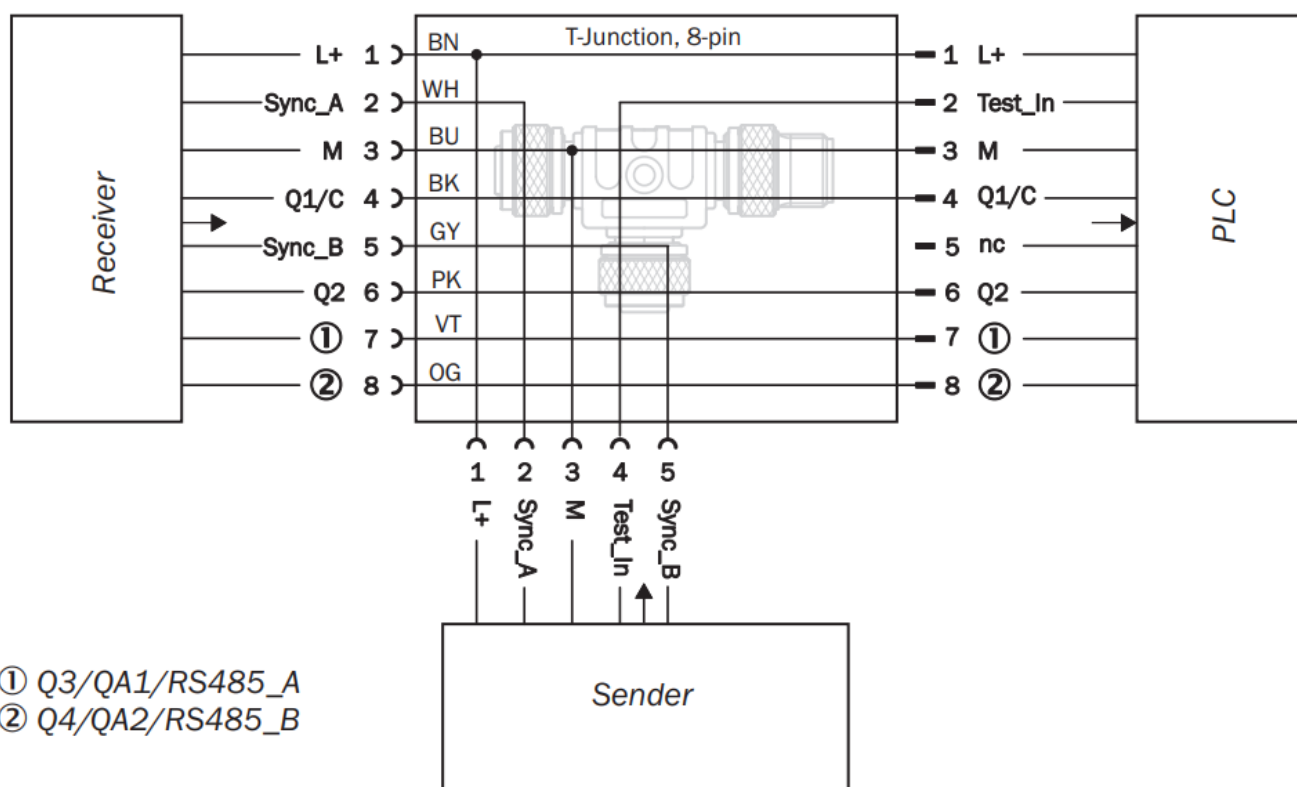 T-Junction, 8-pin
L+ 1 BN 1 L+
Sync_A 2 WH 2 Test_In
M 3 BU 3 M
Q1/C 4 BK 4 Q1/C
Sync_B 5 GY 5 nc
Q2 6 PK 6 Q2
① 7 VT 7 ①
② 8 OG 8 ②
Receiver
PLC
1 2 3 4 5
L+ Sync_A M Test_In Sync_B
Sender
① Q3/QA1/RS485_A
② Q4/QA2/RS485_B